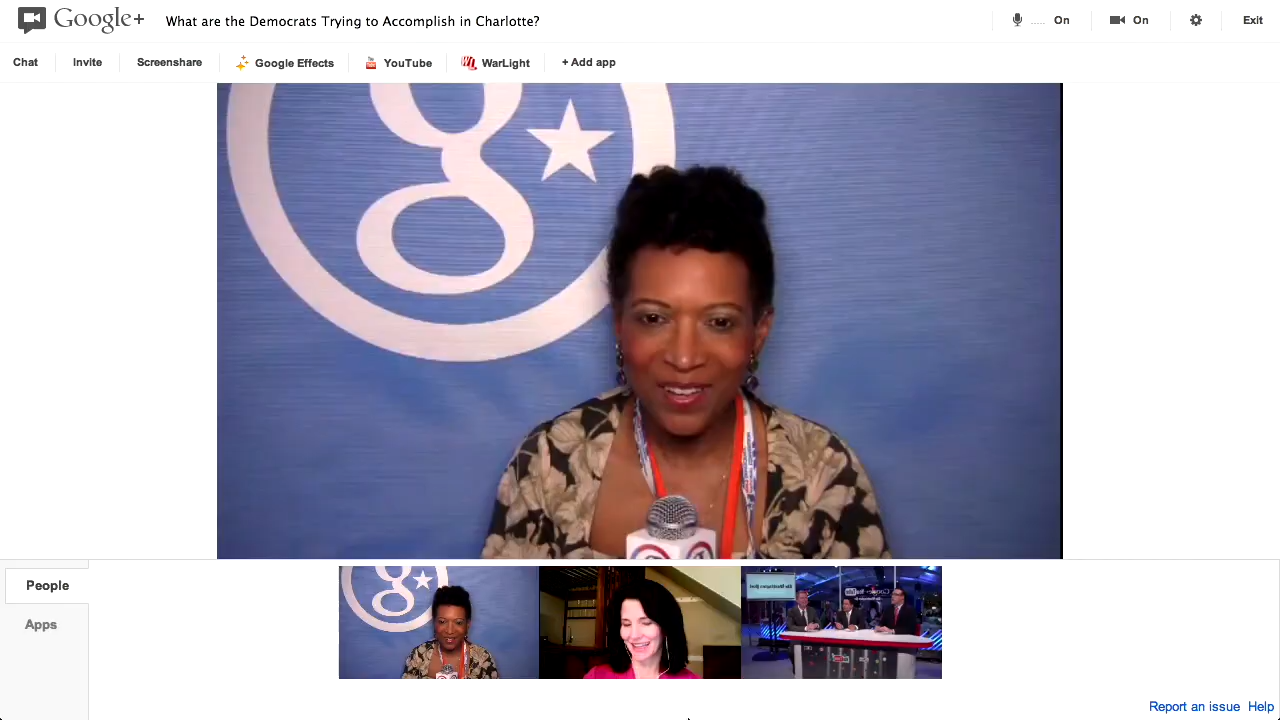 Google+ What are the Democrats Trying to Accomplish in Charlotte? On On Exit
Chat Invite Screenshare Google Effects YouTube WarLight + Add app
g
People
Apps
Report an issue Help